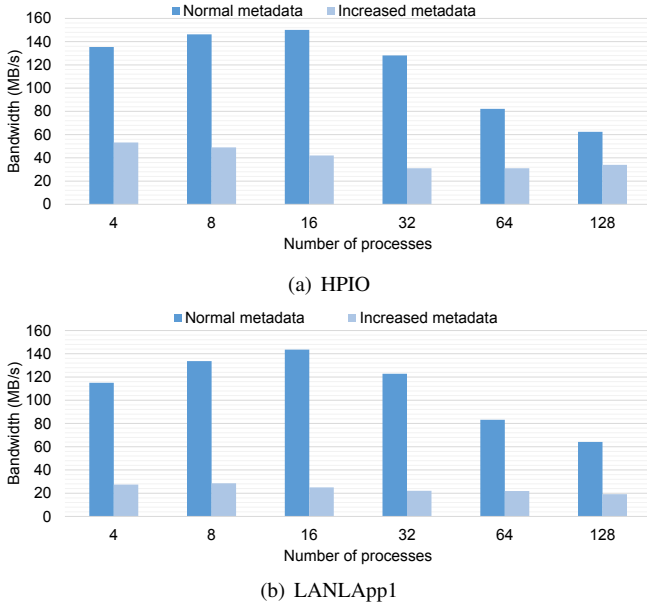 Normal metadata Increased metadata
160
140
120
100
80
60
40
20
0
Bandwidth (MB/s)
4 8 16 32 64 128
Number of processes
(a) HPIO
Normal metadata Increased metadata
160
140
120
100
80
60
40
20
0
Bandwidth (MB/s)
4 8 16 32 64 128
Number of processes
(b) LANLApp1